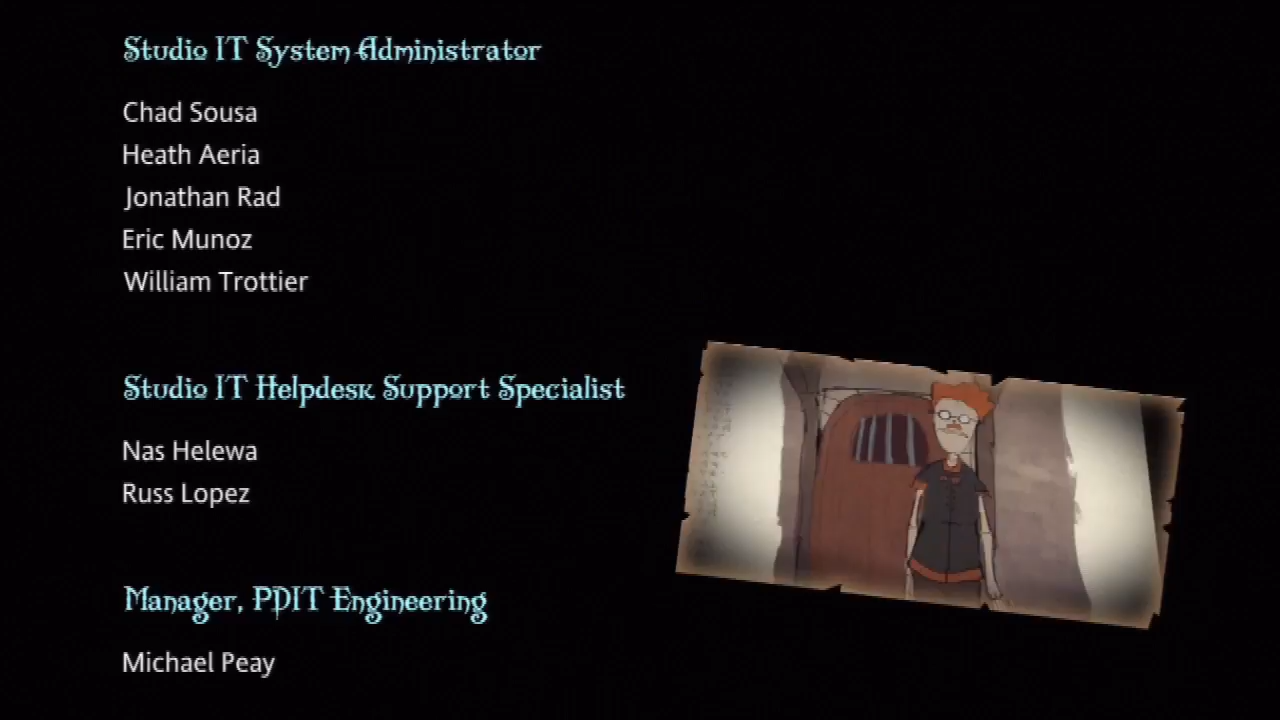 Studio IT System Administrator
Chad Sousa
Heath Aeria
Jonathan Rad
Eric Munoz
William Trottier
Studio IT Helpdesk Support Specialist
Nas Helewa
Russ Lopez
Manager, PDIT Engineering
Michael Peay